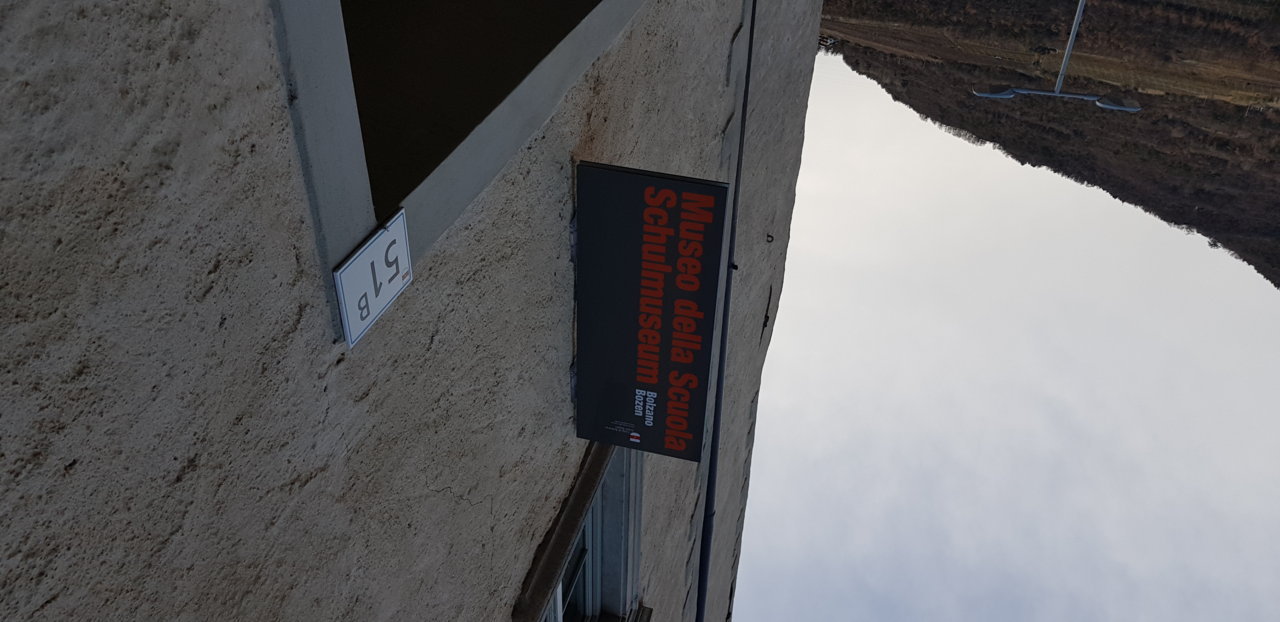 Museo della Scuola
Schulmuseum
Bolzano
Bozen
51B